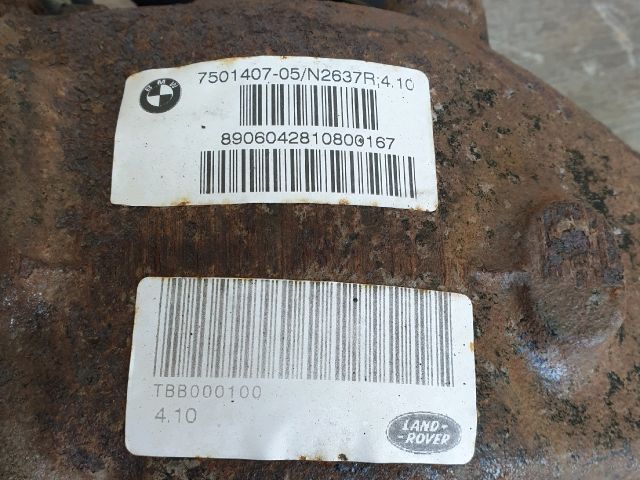 BMW
7501407-05/N2637R;4.10
8906042810800167
TBB000100
4.10
LAND-
-ROVER